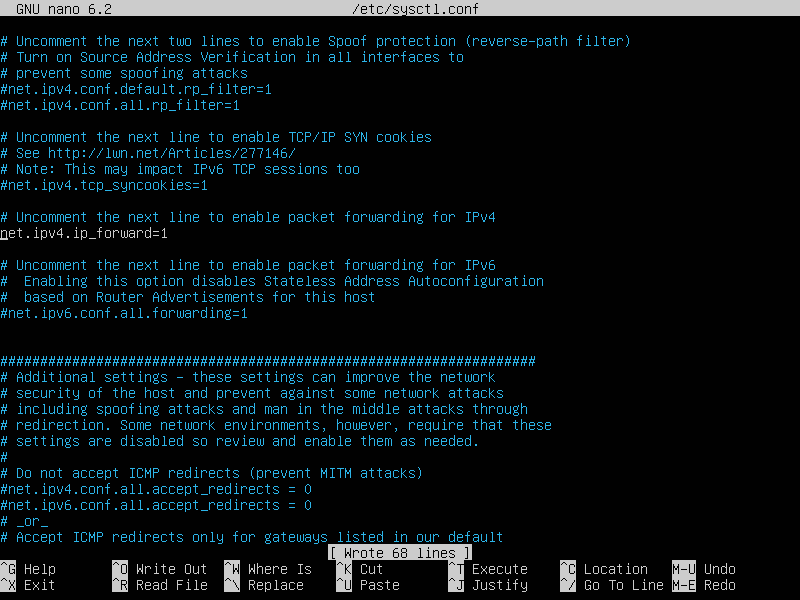 GNU nano 6.2 /etc/sysctl.conf
# Uncomment the next two lines to enable Spoof protection (reverse-path filter)
# Turn on Source Address Verification in all interfaces to
# prevent some spoofing attacks
#net.ipv4.conf.default.rp_filter=1
#net.ipv4.conf.all.rp_filter=1
# Uncomment the next line to enable TCP/IP SYN cookies
# See http://lwn.net/Articles/277146/
# Note: This may impact IPv6 TCP sessions too
#net.ipv4.tcp_syncookies=1
# Uncomment the next line to enable packet forwarding for IPv4
net.ipv4.ip_forward=1
# Uncomment the next line to enable packet forwarding for IPv6
#  Enabling this option disables Stateless Address Autoconfiguration
#  based on Router Advertisements for this host
#net.ipv6.conf.all.forwarding=1
###################################################################
# Additional settings - these settings can improve the network
# security of the host and prevent against some network attacks
# including spoofing attacks and man in the middle attacks through
# redirection. Some network environments, however, require that these
# settings are disabled so review and enable them as needed.
#
# Do not accept ICMP redirects (prevent MITM attacks)
#net.ipv4.conf.all.accept_redirects = 0
#net.ipv6.conf.all.accept_redirects = 0
# _or_
# Accept ICMP redirects only for gateways listed in our default
[ Wrote 68 lines ]
^G Help ^O Write Out ^W Where Is ^K Cut ^T Execute ^C Location M-U Undo
^X Exit ^R Read File ^\ Replace ^U Paste ^J Justify ^/ Go To Line M-E Redo